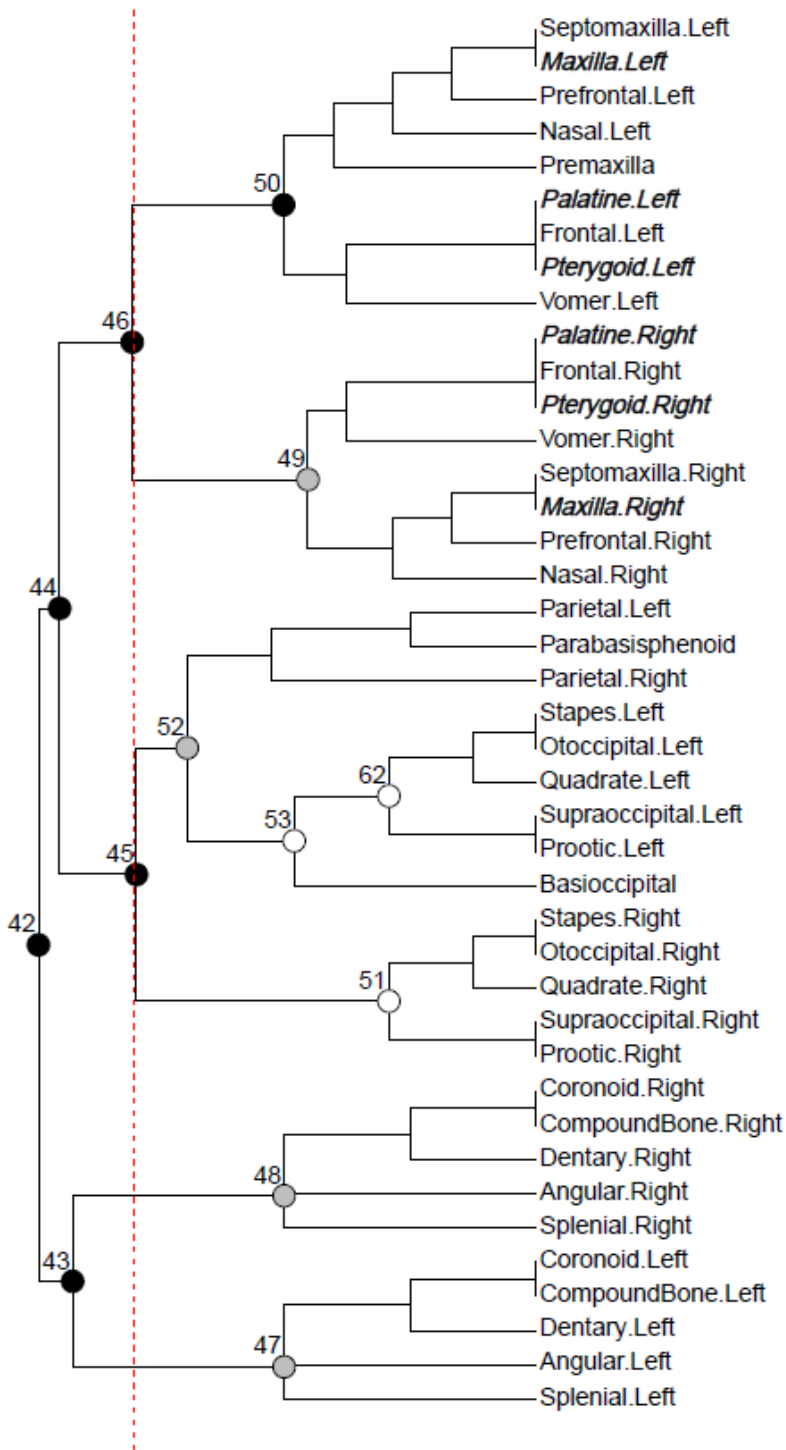 Septomaxilla.Left
Maxilla.Left
Prefrontal.Left
Nasal.Left
Premaxilla
50
Palatine.Left
Frontal.Left
Pterygoid.Left
Vomer.Left
46
Palatine.Right
Frontal.Right
Pterygoid.Right
Vomer.Right
49
Septomaxilla.Right
Maxilla.Right
Prefrontal.Right
Nasal.Right
44
Parietal.Left
Parabasisphenoid
Parietal.Right
52
Stapes.Left
Otoccipital.Left
62
Quadrate.Left
Supraoccipital.Left
53
Prootic.Left
45
Basioccipital
42
Stapes.Right
Otoccipital.Right
51
Quadrate.Right
Supraoccipital.Right
Prootic.Right
Coronoid.Right
CompoundBone.Right
Dentary.Right
48
Angular.Right
Splenial.Right
43
Coronoid.Left
CompoundBone.Left
Dentary.Left
47
Angular.Left
Splenial.Left